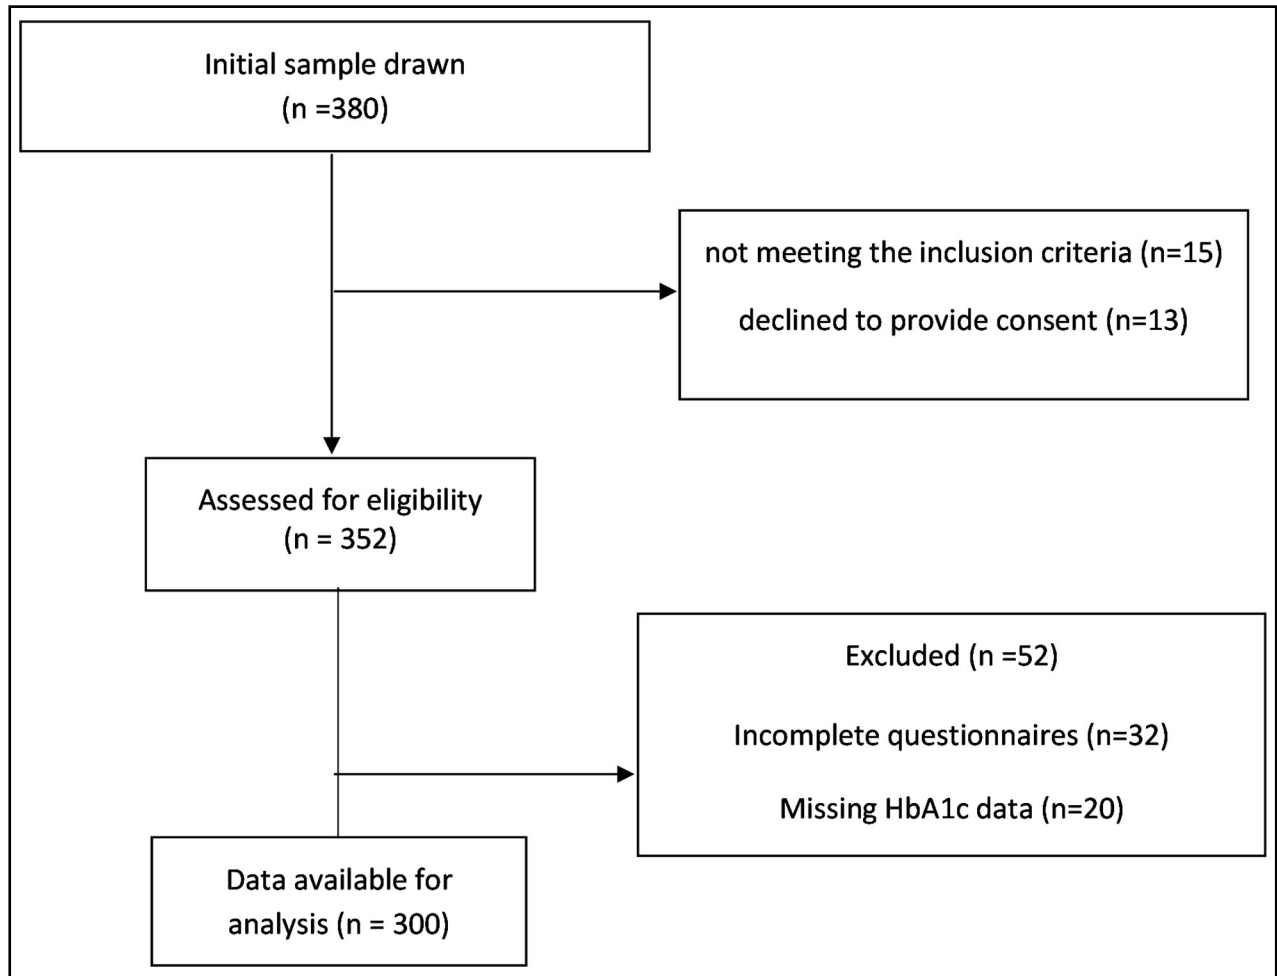 Initial sample drawn
(n =380)
not meeting the inclusion criteria (n=15)
declined to provide consent (n=13)
Assessed for eligibility
(n = 352)
Excluded (n =52)
Incomplete questionnaires (n=32)
Missing HbA1c data (n=20)
Data available for
analysis (n = 300)